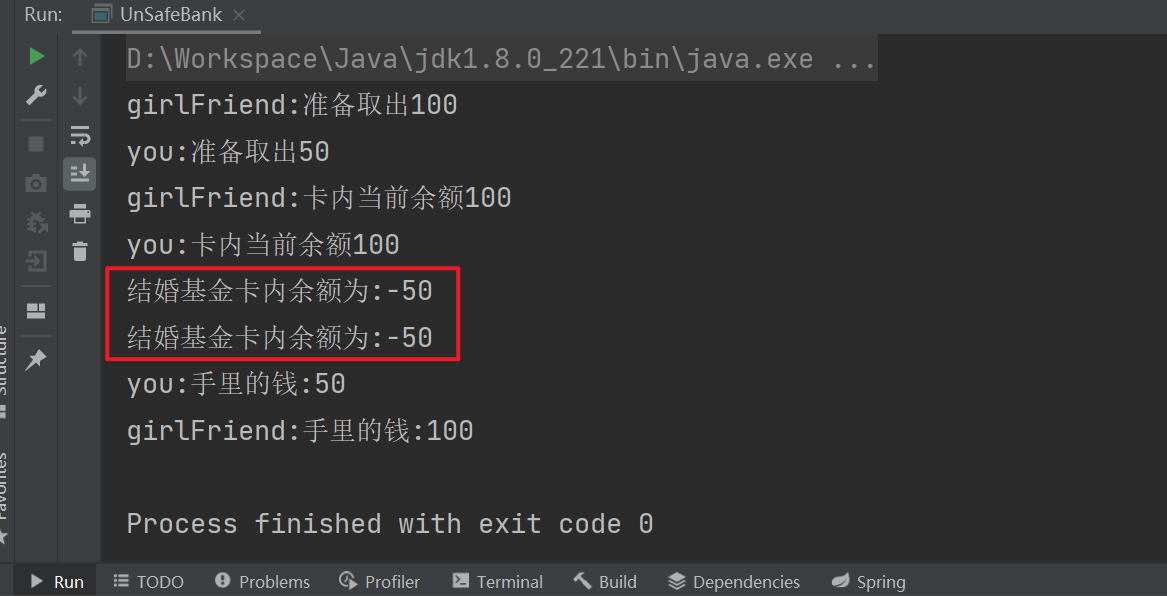 Run: UnSafeBank
D:\Workspace\Java\jdk1.8.0_221\bin\java.exe ...
girlFriend:准备取出100
you:准备取出50
girlFriend:卡内当前余额100
you:卡内当前余额100
结婚基金卡内余额为:-50
结婚基金卡内余额为:-50
you:手里的钱:50
girlFriend:手里的钱:100
Process finished with exit code 0
Structure
Favorites
Run TODO Problems Profiler Terminal Build Dependencies Spring